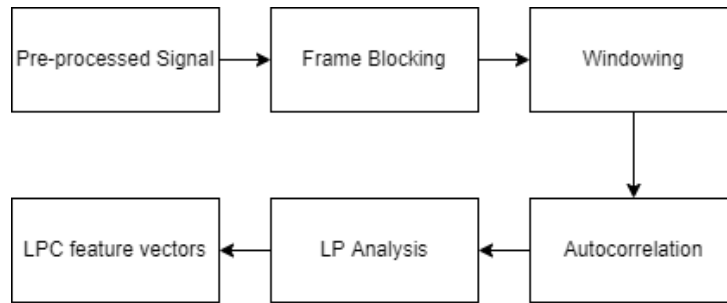 Pre-processed Signal
Frame Blocking
Windowing
Autocorrelation
LP Analysis
LPC feature vectors